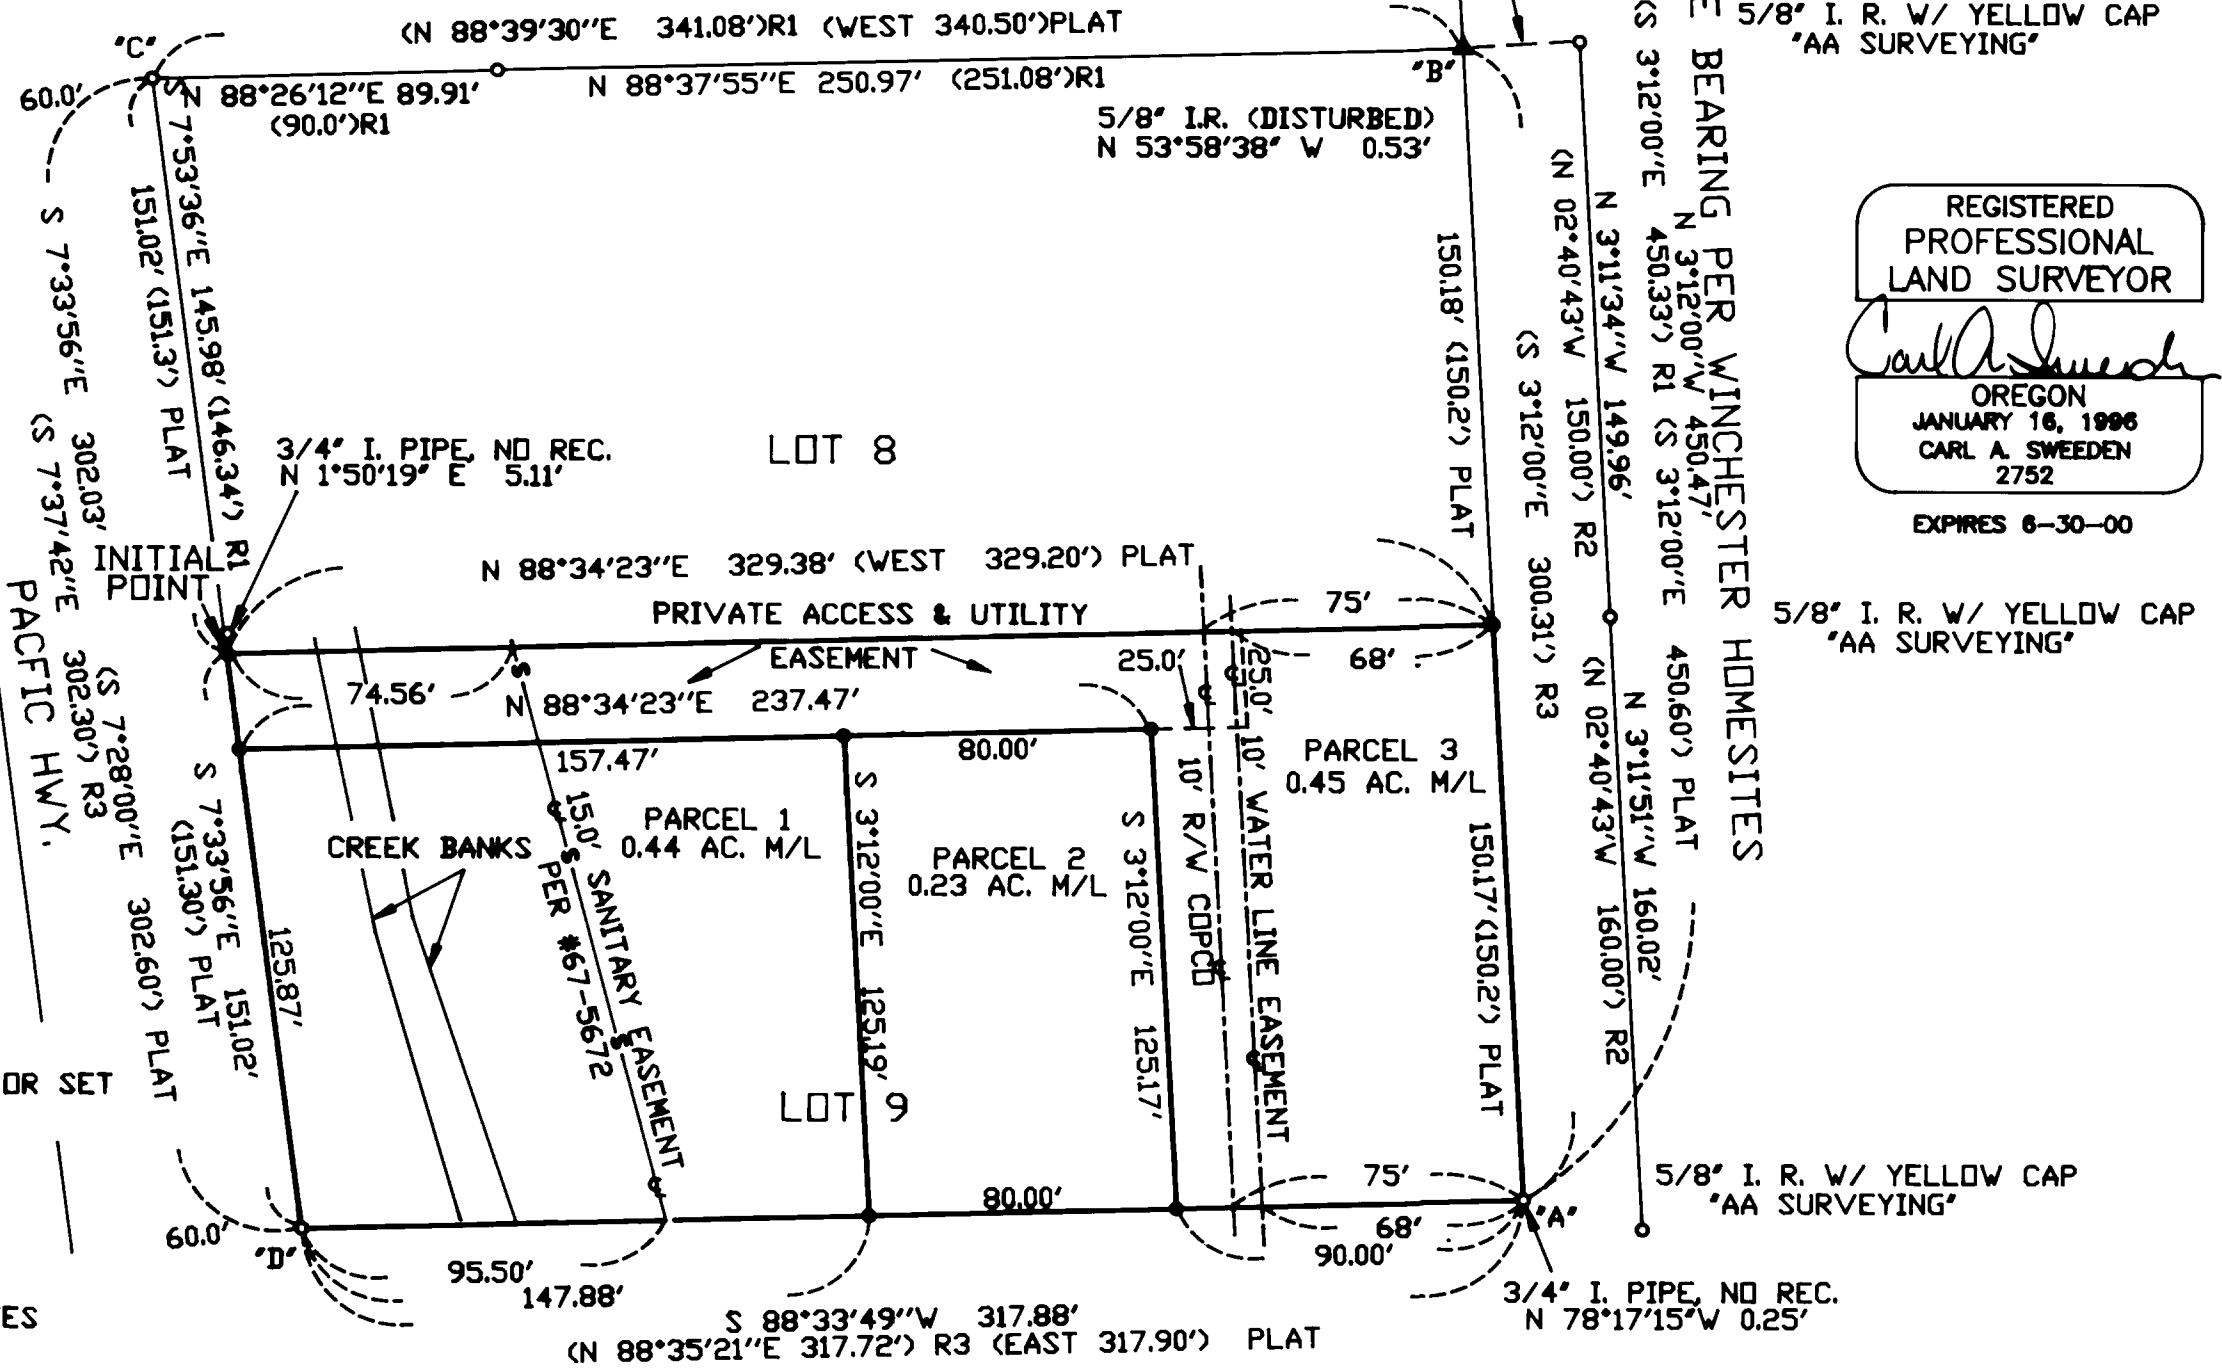 (N 88°39'30''E 341.08')R1 (WEST 340.50')PLAT
"C"
60.0'
N 88°26'12''E 89.91'
(90.0')R1
N 88°37'55''E 250.97' (251.08')R1
"B"
5/8" I.R. (DISTURBED)
N 53°58'38" W 0.53'
5/8" I. R. W/ YELLOW CAP
"AA SURVEYING"
S 7°53'36''E 145.98' (146.34') R1
151.02' (151.3') PLAT
S 7°33'56''E 302.03'
(S 7°37'42''E 302.30') R3
(S 7°28'00''E 302.60') PLAT
PACFIC HWY.
3/4" I. PIPE, NO REC.
N 1°50'19" E 5.11'
LOT 8
INITIAL
POINT
150.18' (150.2') PLAT
(S 3°12'00''E 300.31') R3
(N 02°40'43''W 150.00') R2
N 3°11'34''W 149.96'
(S 3°12'00''E 450.33') R1 (S 3°12'00''E 450.60') PLAT
N 3°12'00''W 450.47'
E BEARING PER WINCHESTER HOMESITES
REGISTERED
PROFESSIONAL
LAND SURVEYOR
OREGON
JANUARY 16, 1996
CARL A. SWEEDEN
2752
EXPIRES 6-30-00
N 88°34'23''E 329.38' (WEST 329.20') PLAT
PRIVATE ACCESS & UTILITY
EASEMENT
75'
68'
25.0'
25.0'
74.56'
N 88°34'23''E 237.47'
157.47'
80.00'
5/8" I. R. W/ YELLOW CAP
"AA SURVEYING"
PARCEL 1
0.44 AC. M/L
PARCEL 2
0.23 AC. M/L
PARCEL 3
0.45 AC. M/L
CREEK BANKS
15.0' SANITARY EASEMENT
PER #67-5672
S 7°33'56''E 151.02'
(151.30') PLAT
125.87'
S 3°12'00''E 125.19'
S 3°12'00''E 125.17'
10' R/W COPCO
10' WATER LINE EASEMENT
150.17' (150.2') PLAT
(N 02°40'43''W 160.00') R2
N 3°11'51''W 160.02'
LOT 9
OR SET
60.0'
"D"
95.50'
147.88'
80.00'
75'
68'
90.00'
"A"
5/8" I. R. W/ YELLOW CAP
"AA SURVEYING"
3/4" I. PIPE, NO REC.
N 78°17'15"W 0.25'
S 88°33'49''W 317.88'
(N 88°35'21''E 317.72') R3 (EAST 317.90') PLAT
ES